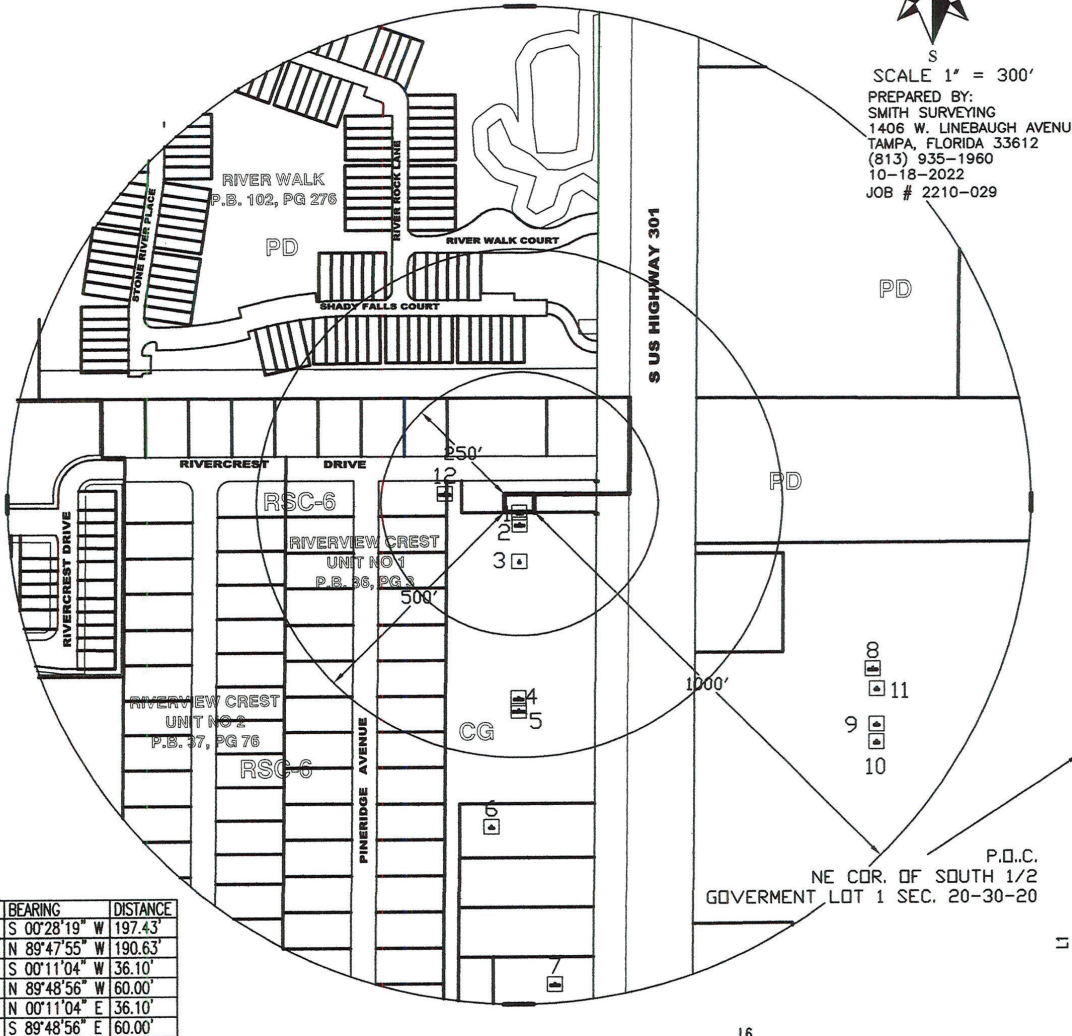 S
SCALE 1" = 300'
PREPARED BY:
SMITH SURVEYING
1406 W. LINEBAUGH AVENU
TAMPA, FLORIDA 33612
(813) 935-1960
10-18-2022
JOB # 2210-029
RIVER WALK
P.B. 102, PG 276
PD
STONE RIVER PLACE
RIVER ROCK LANE
RIVER WALK COURT
SHADY FALLS COURT
S US HIGHWAY 301
PD
PD
250'
RIVERCREST DRIVE
RSC-6
12
1
2
3
RIVERVIEW CREST
UNIT NO 1
P.B. 36, PG 3
500'
RIVERCREST DRIVE
1000'
8
11
9
10
4
5
CG
RIVERVIEW CREST
UNIT NO 2
P.B. 37, PG 76
RSC-6
PINERIDGE AVENUE
6
7
P.O..C.
NE COR. OF SOUTH 1/2
GOVERMENT LOT 1 SEC. 20-30-20
L1
BEARING DISTANCE
S 00°28'19" W 197.43'
N 89°47'55" W 190.63'
S 00°11'04" W 36.10'
N 89°48'56" W 60.00'
N 00°11'04" E 36.10'
S 89°48'56" E 60.00'